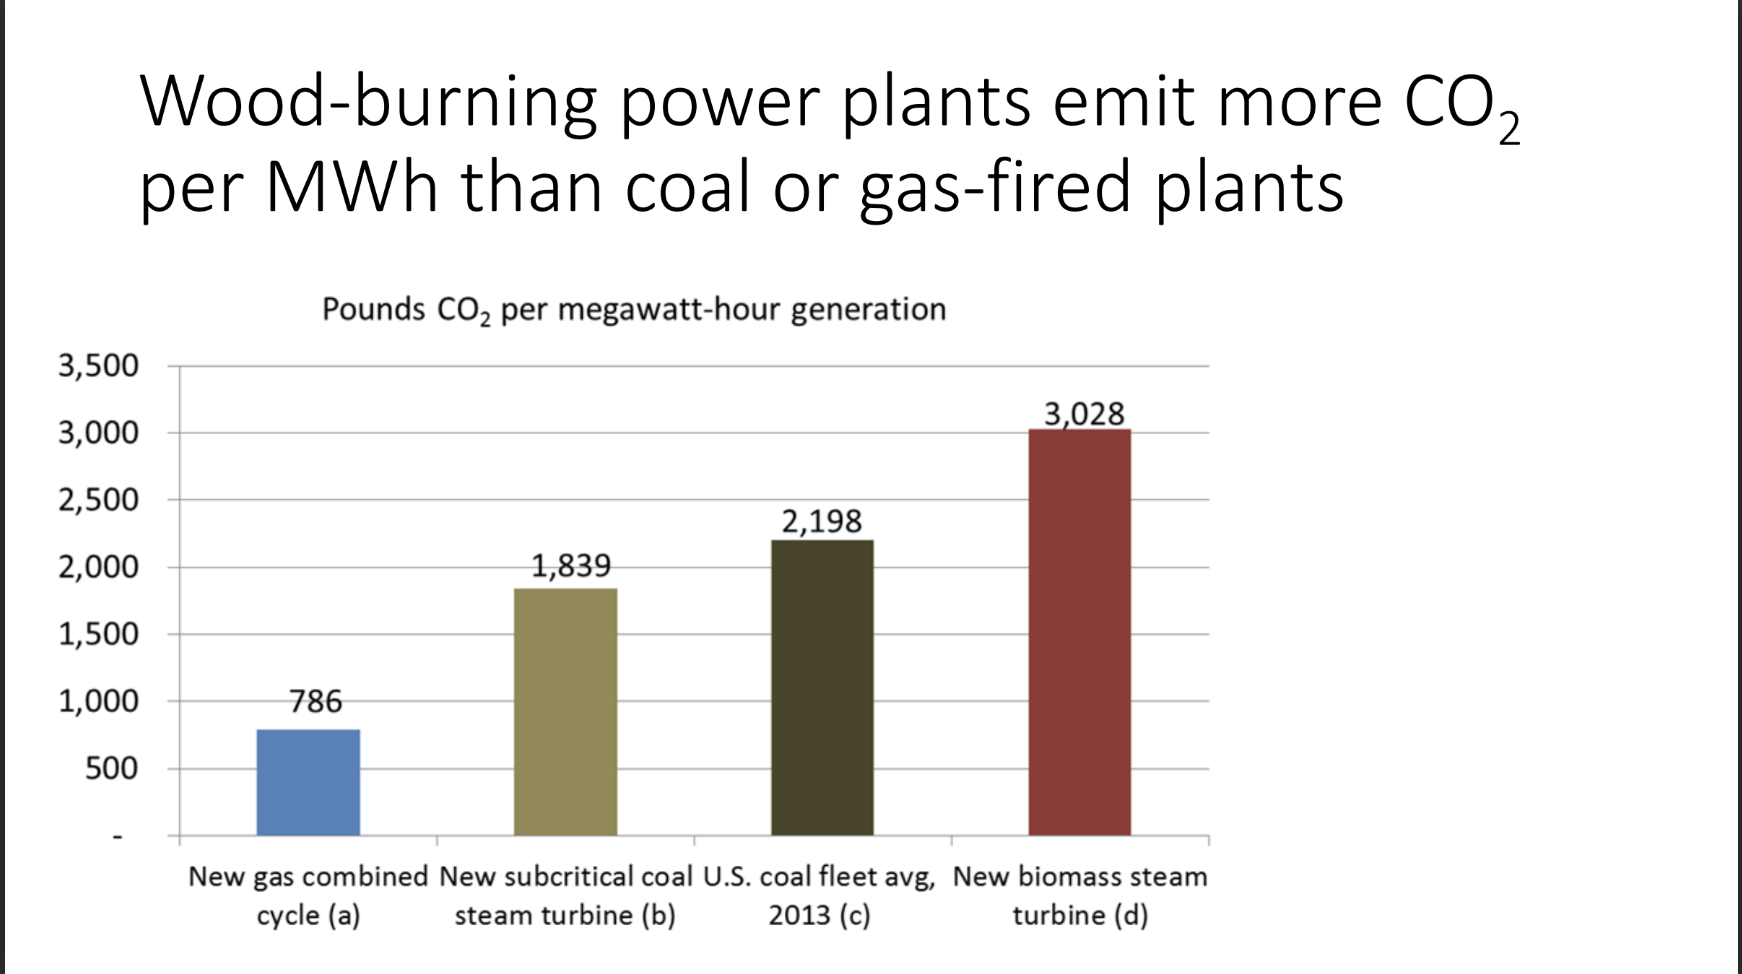 Wood-burning power plants emit more CO₂
per MWh than coal or gas-fired plants
Pounds CO₂ per megawatt-hour generation
3,500
3,000
2,500
2,000
1,500
1,000
500
-
786
1,839
2,198
3,028
New gas combined
cycle (a)
New subcritical coal
steam turbine (b)
U.S. coal fleet avg,
2013 (c)
New biomass steam
turbine (d)